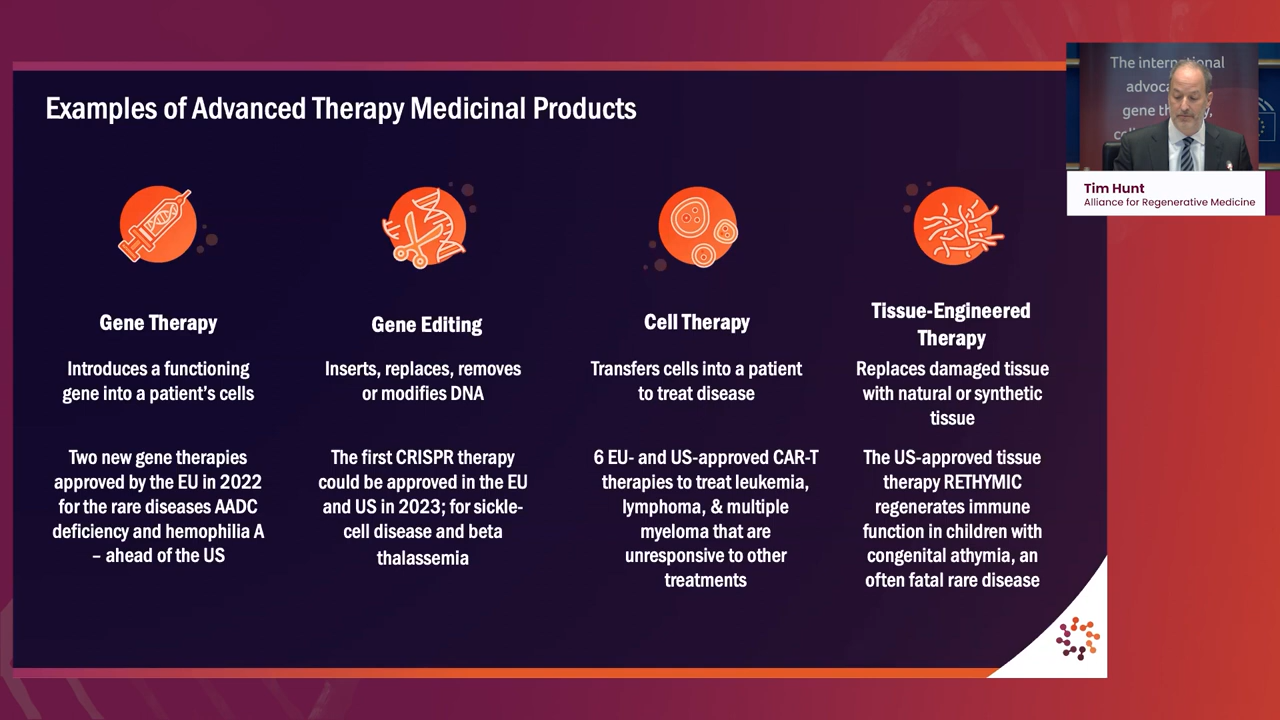 Examples of Advanced Therapy Medicinal Products
Gene Therapy
Introduces a functioning
gene into a patient's cells
Two new gene therapies
approved by the EU in 2022
for the rare diseases AADC
deficiency and hemophilia A
– ahead of the US
Gene Editing
Inserts, replaces, removes
or modifies DNA
The first CRISPR therapy
could be approved in the EU
and US in 2023; for sickle-
cell disease and beta
thalassemia
Cell Therapy
Transfers cells into a patient
to treat disease
6 EU- and US-approved CAR-T
therapies to treat leukemia,
lymphoma, & multiple
myeloma that are
unresponsive to other
treatments
Tissue-Engineered
Therapy
Replaces damaged tissue
with natural or synthetic
tissue
The US-approved tissue
therapy RETHYMIC
regenerates immune
function in children with
congenital athymia, an
often fatal rare disease
The international
gene
Tim Hunt
Alliance for Regenerative Medicine